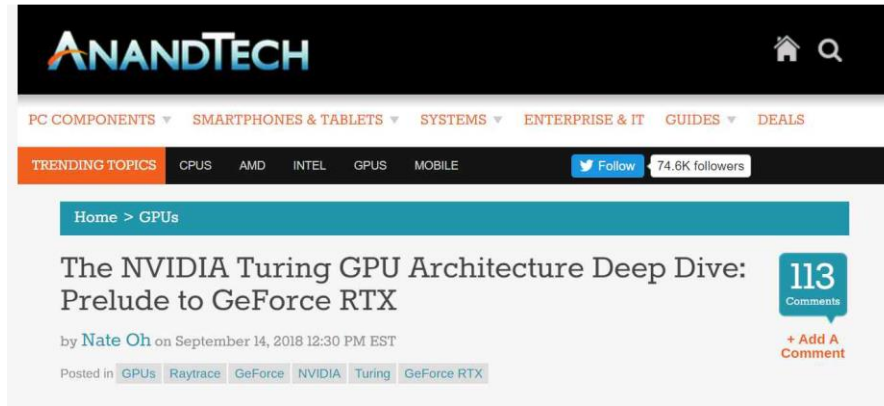 ANANDTECH
PC COMPONENTS SMARTPHONES & TABLETS SYSTEMS ENTERPRISE & IT GUIDES DEALS
TRENDING TOPICS CPUS AMD INTEL GPUS MOBILE Follow 74.6K followers
Home > GPUs
The NVIDIA Turing GPU Architecture Deep Dive:
Prelude to GeForce RTX
by Nate Oh on September 14, 2018 12:30 PM EST
Posted in GPUs Raytrace GeForce NVIDIA Turing GeForce RTX
113
Comments
+ Add A
Comment